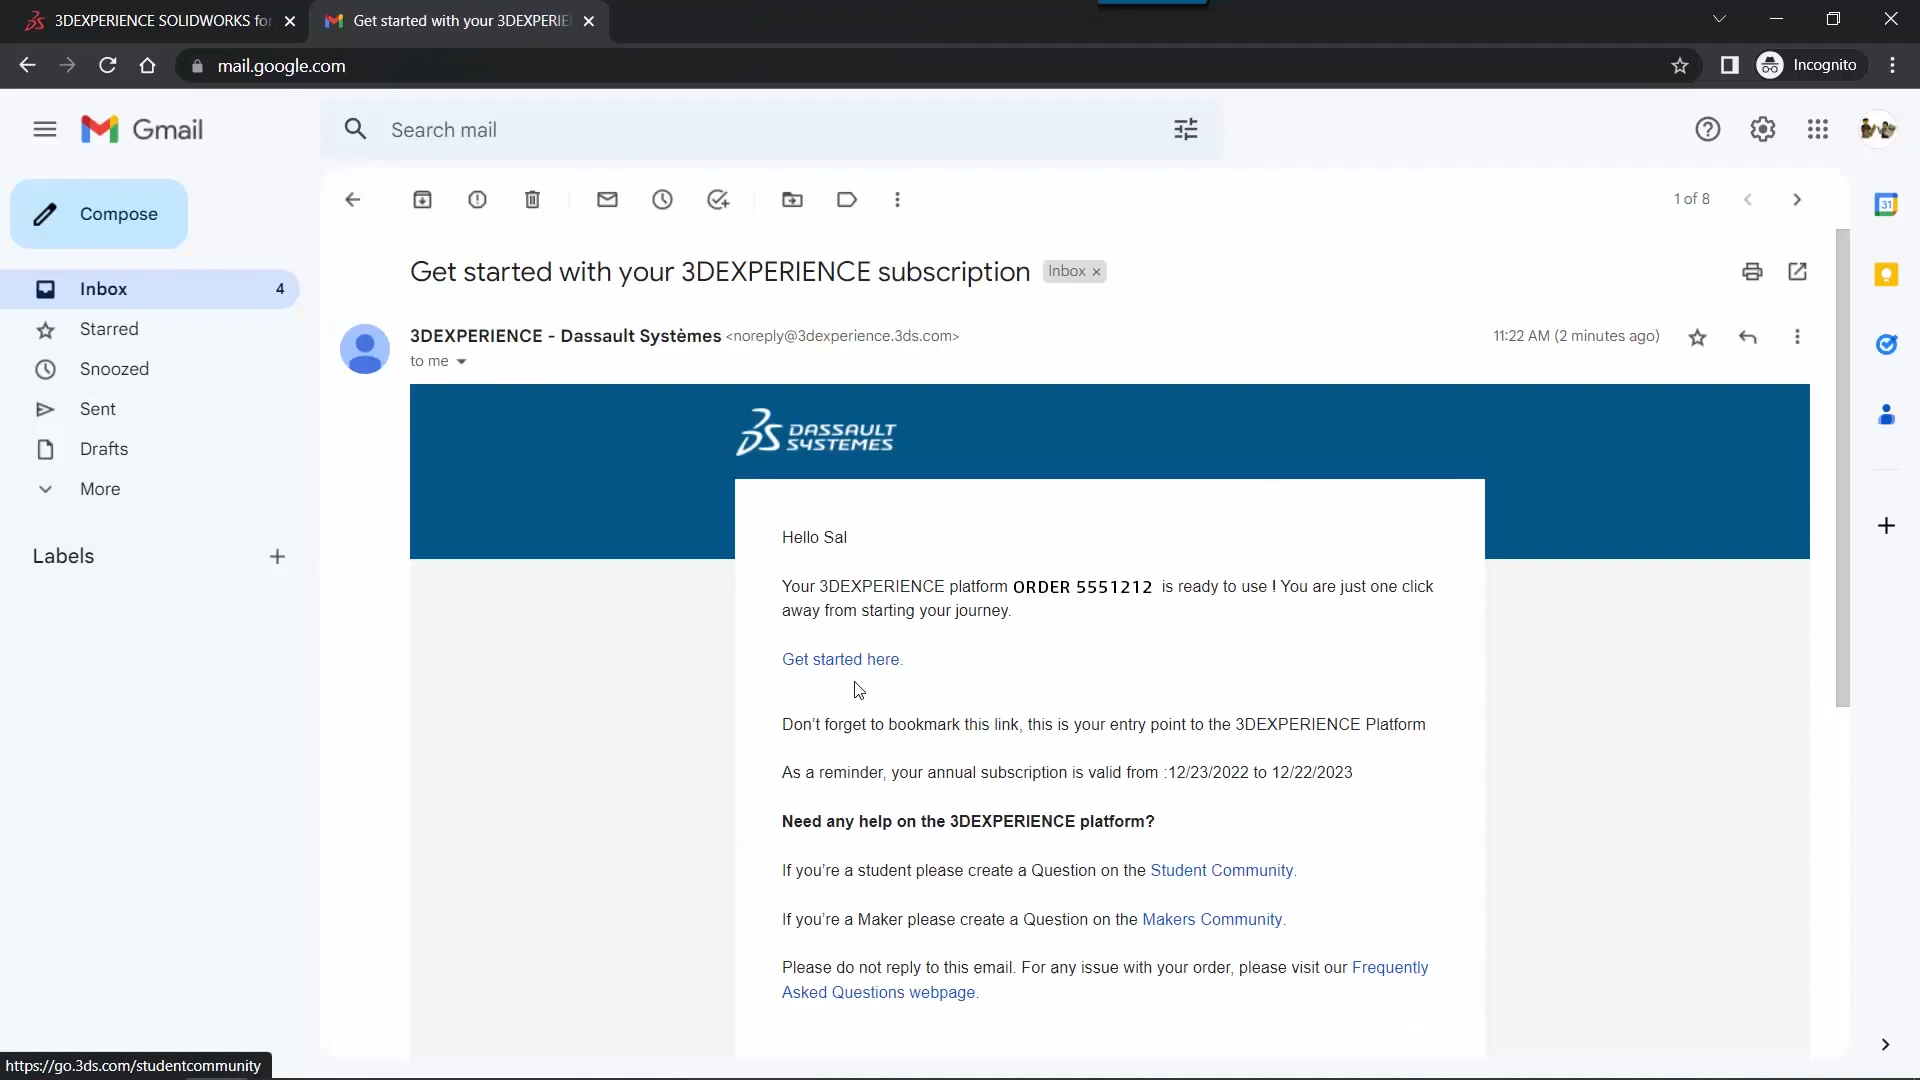 3DEXPERIENCE SOLIDWORKS for
Get started with your 3DEXPERIE
mail.google.com
Incognito
Gmail
Search mail
Compose
1 of 8
Get started with your 3DEXPERIENCE subscription
Inbox ×
Inbox 4
3DEXPERIENCE - Dassault Systèmes <noreply@3dexperience.3ds.com>
11:22 AM (2 minutes ago)
to me
Starred
Snoozed
Sent
Drafts
More
Labels
31
DASSAULT
SYSTEMES
Hello Sal
Your 3DEXPERIENCE platform ORDER 5551212 is ready to use ! You are just one click
away from starting your journey.
Get started here.
Don't forget to bookmark this link, this is your entry point to the 3DEXPERIENCE Platform
As a reminder, your annual subscription is valid from :12/23/2022 to 12/22/2023
Need any help on the 3DEXPERIENCE platform?
If you're a student please create a Question on the Student Community.
If you're a Maker please create a Question on the Makers Community.
Please do not reply to this email. For any issue with your order, please visit our Frequently
Asked Questions webpage.
https://go.3ds.com/studentcommunity